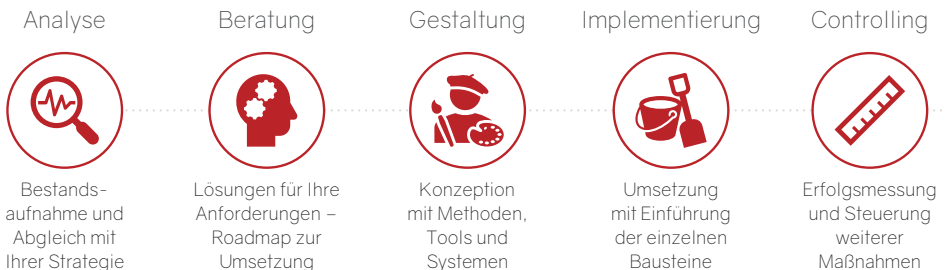 Analyse
Bestands-
aufnahme und
Abgleich mit
Ihrer Strategie
Beratung
Lösungen für Ihre
Anforderungen –
Roadmap zur
Umsetzung
Gestaltung
Konzeption
mit Methoden,
Tools und
Systemen
Implementierung
Umsetzung
mit Einführung
der einzelnen
Bausteine
Controlling
Erfolgsmessung
und Steuerung
weiterer
Maßnahmen